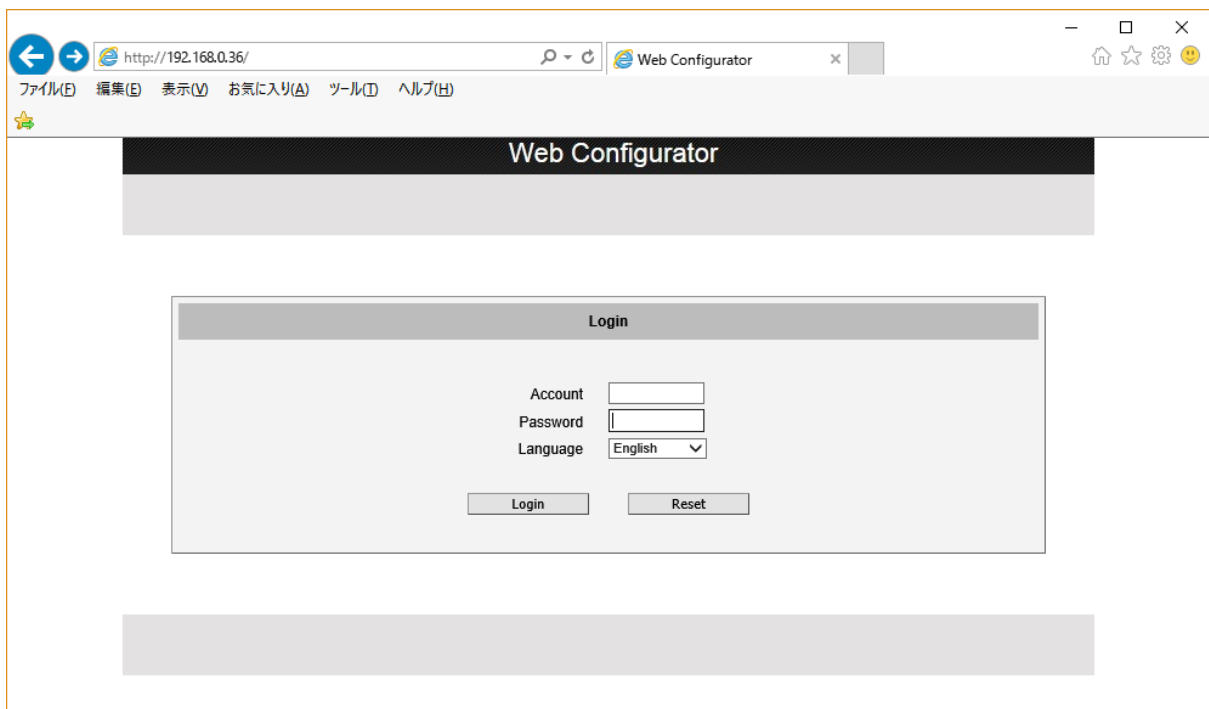 http://192.168.0.36/
Web Configurator
ファイル(F) 編集(E) 表示(V) お気に入り(A) ツール(T) ヘルプ(H)
Web Configurator
Login
Account
Password
Language English
Login Reset